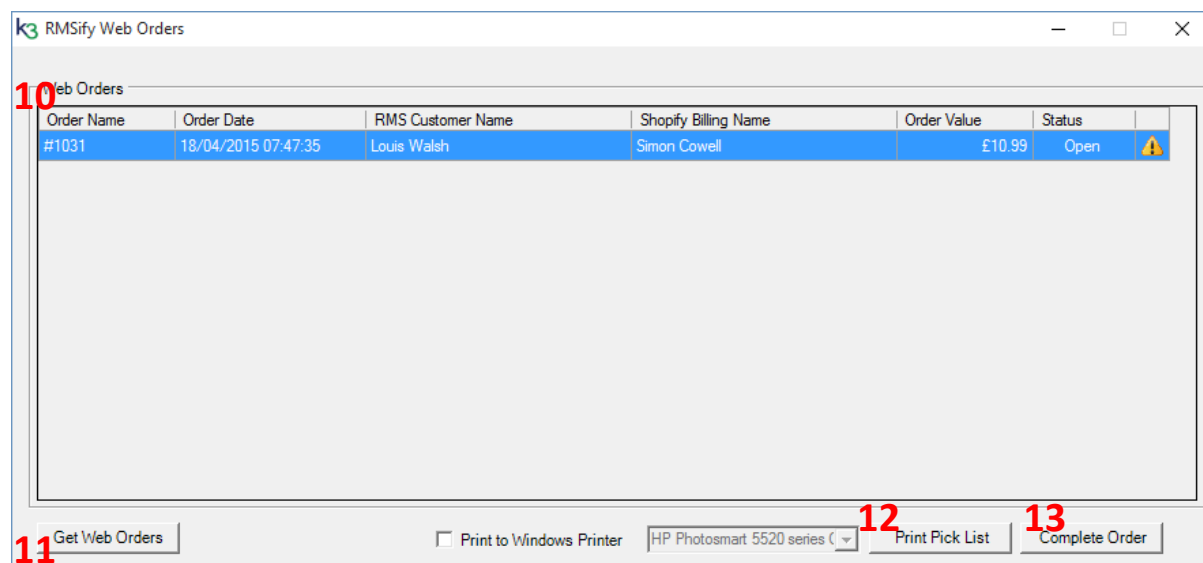 k3 RMSify Web Orders
10 Web Orders
Order Name Order Date RMS Customer Name Shopify Billing Name Order Value Status
#1031 18/04/2015 07:47:35 Louis Walsh Simon Cowell £10.99 Open
11 Get Web Orders Print to Windows Printer HP Photosmart 5520 series ( 12 Print Pick List 13 Complete Order